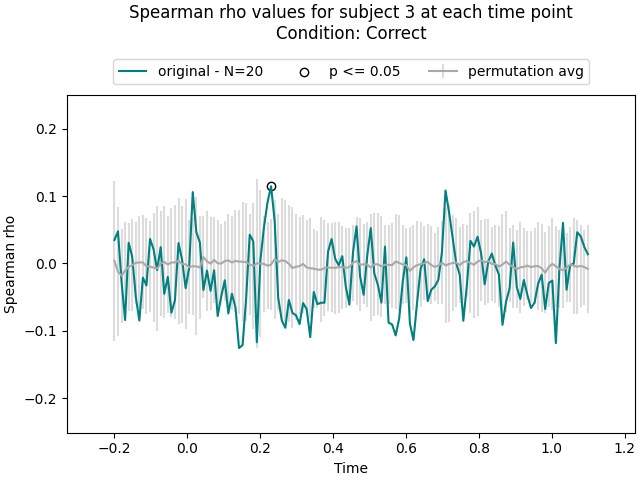 Spearman rho values for subject 3 at each time point
Condition: Correct
original - N=20 p <= 0.05 permutation avg
0.2
0.1
0.0
−0.1
−0.2
Spearman rho
−0.2 0.0 0.2 0.4 0.6 0.8 1.0 1.2
Time